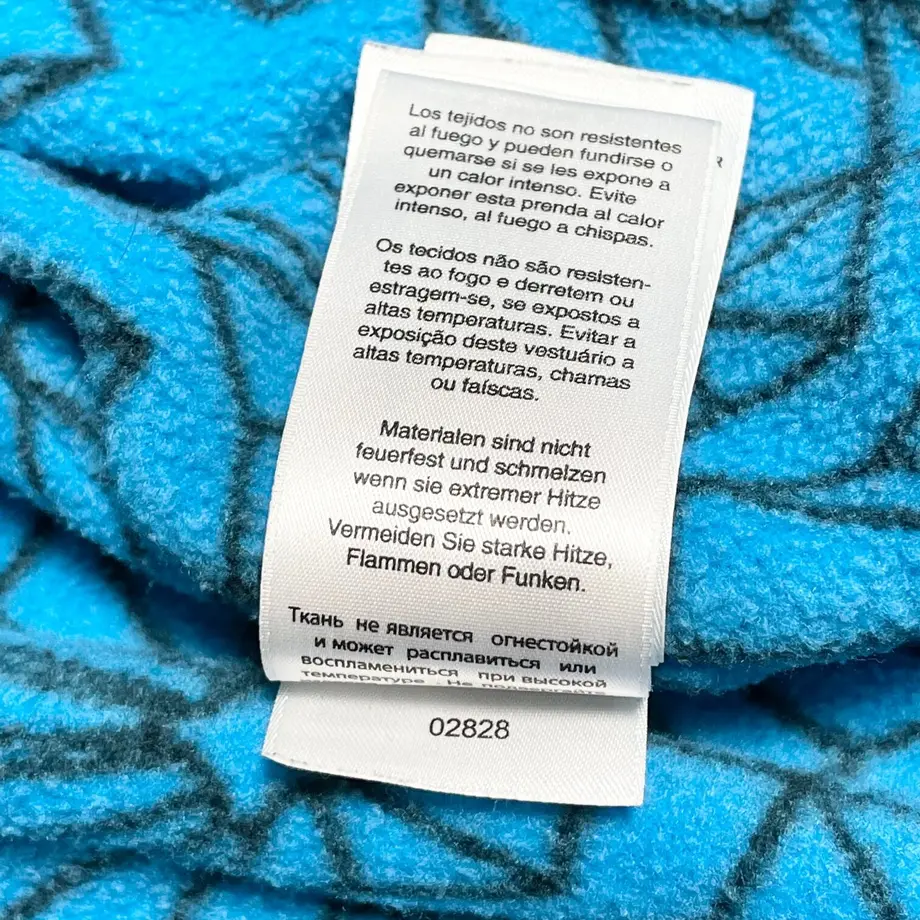 Los tejidos no son resistentes
al fuego y pueden fundirse o
quemarse si se les expone a
un calor intenso. Evite
exponer esta prenda al calor
intenso, al fuego a chispas.
Os tecidos não são resisten-
tes ao fogo e derretem ou
estragem-se, se expostos a
altas temperaturas. Evitar a
exposição deste vestuário a
altas temperaturas, chamas
ou faíscas.
Materialen sind nicht
feuerfest und schmelzen
wenn sie extremer Hitze
ausgesetzt werden.
Vermeiden Sie starke Hitze,
Flammen oder Funken.
Ткань не является огнестойкой
и может расплавиться или
воспламениться при высокой
температуре. Не подвергайте
02828